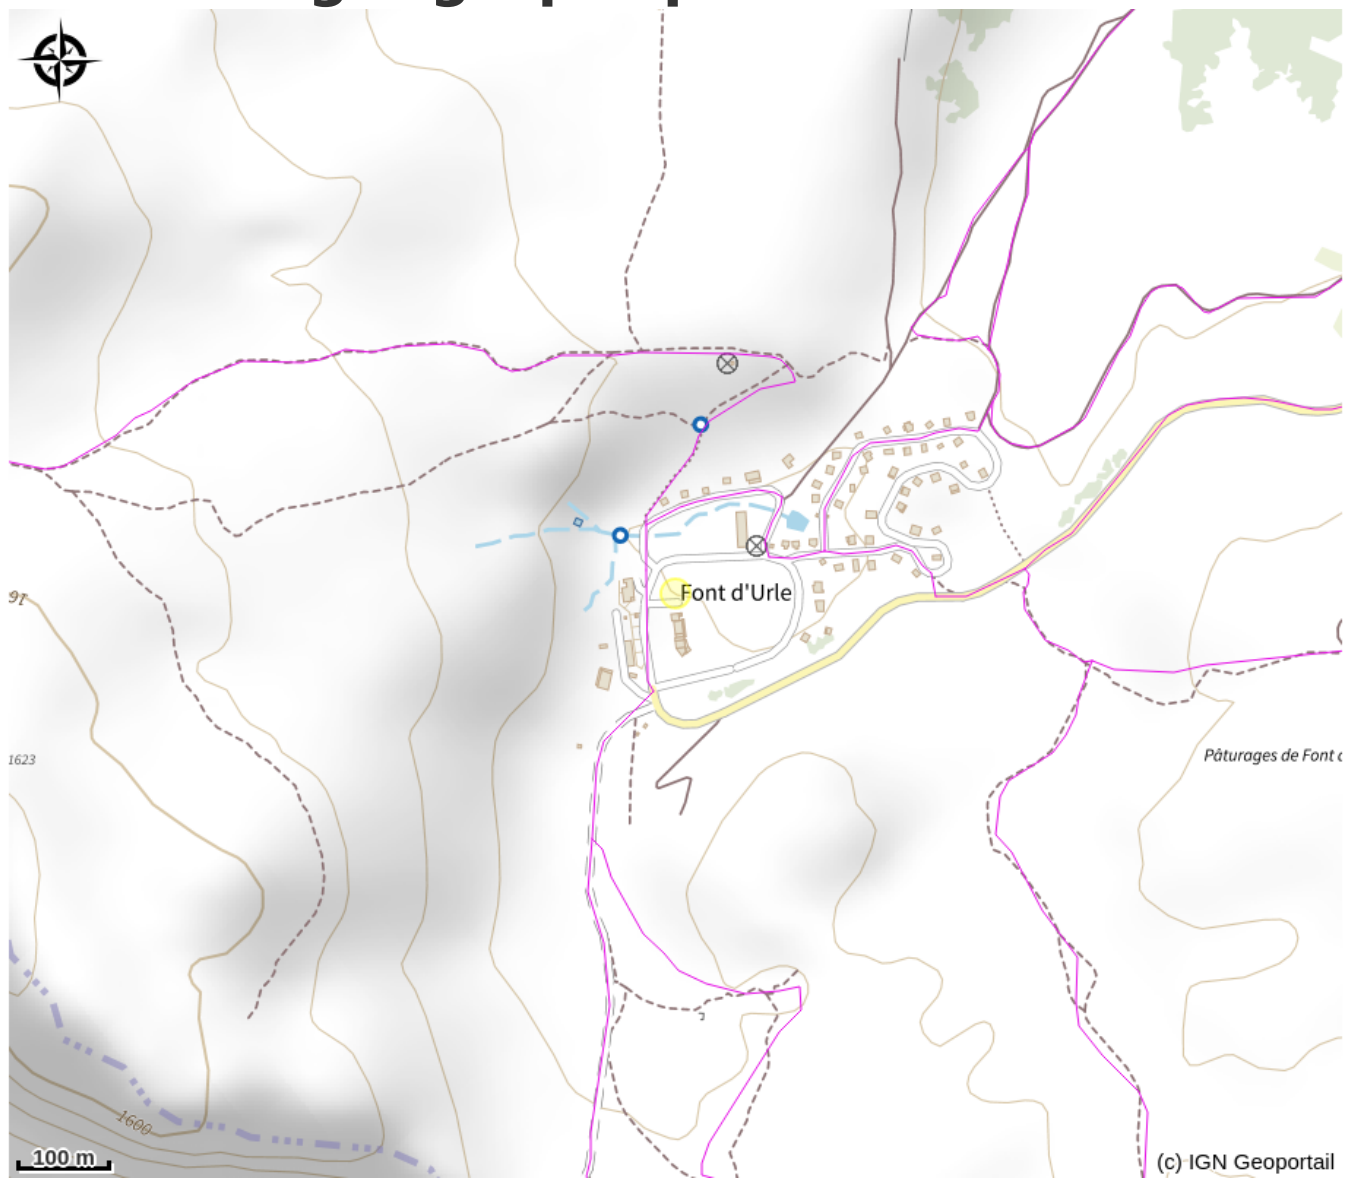 Font d'Urle
1623
Pâturages de Font d
1600
100 m
(c) IGN Geoportail